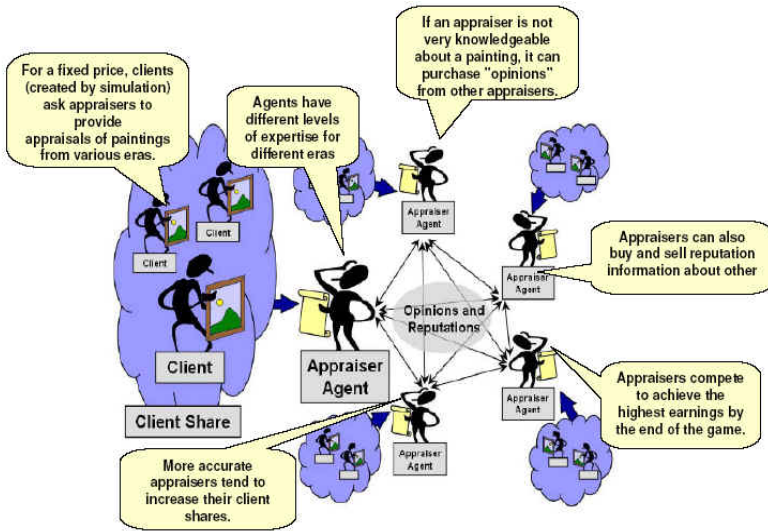 For a fixed price, clients
(created by simulation)
ask appraisers to
provide
appraisals of paintings
from various eras.
Agents have
different levels
of expertise for
different eras
If an appraiser is not
very knowledgeable
about a painting, it can
purchase "opinions"
from other appraisers.
Appraisers can also
buy and sell reputation
information about other
Appraisers compete
to achieve the
highest earnings by
the end of the game.
More accurate
appraisers tend to
increase their client
shares.
Client
Client
Client
Client Share
Appraiser
Agent
Appraiser
Agent
Appraiser
Agent
Appraiser
Agent
Appraiser
Agent
Opinions and
Reputations